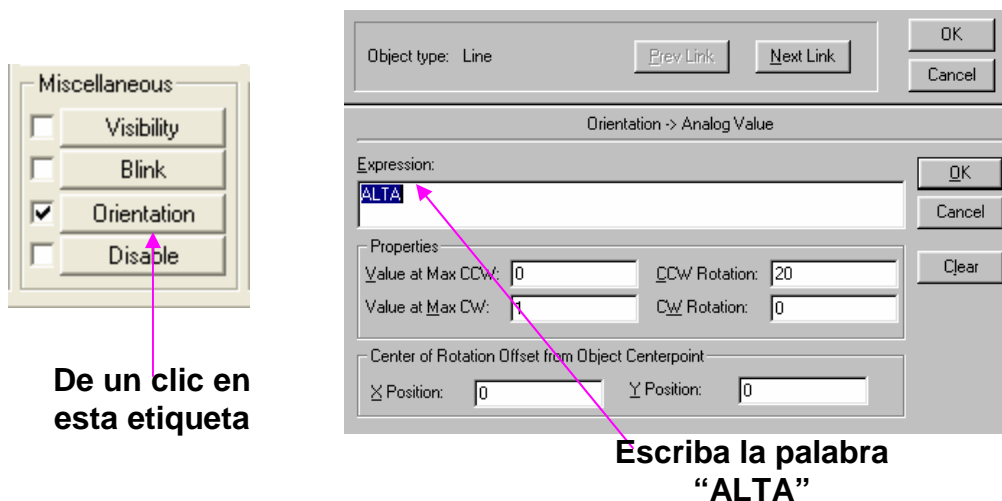 Miscellaneous
Visibility
Blink
Orientation
Disable
De un clic en
esta etiqueta
Object type: Line
Prev Link
Next Link
OK
Cancel
Orientation -> Analog Value
Expression:
ALTA
OK
Cancel
Clear
Properties
Value at Max CCW: 0 CCW Rotation: 20
Value at Max CW: 1 CW Rotation: 0
Center of Rotation Offset from Object Centerpoint
X Position: 0 Y Position: 0
Escriba la palabra
“ALTA”